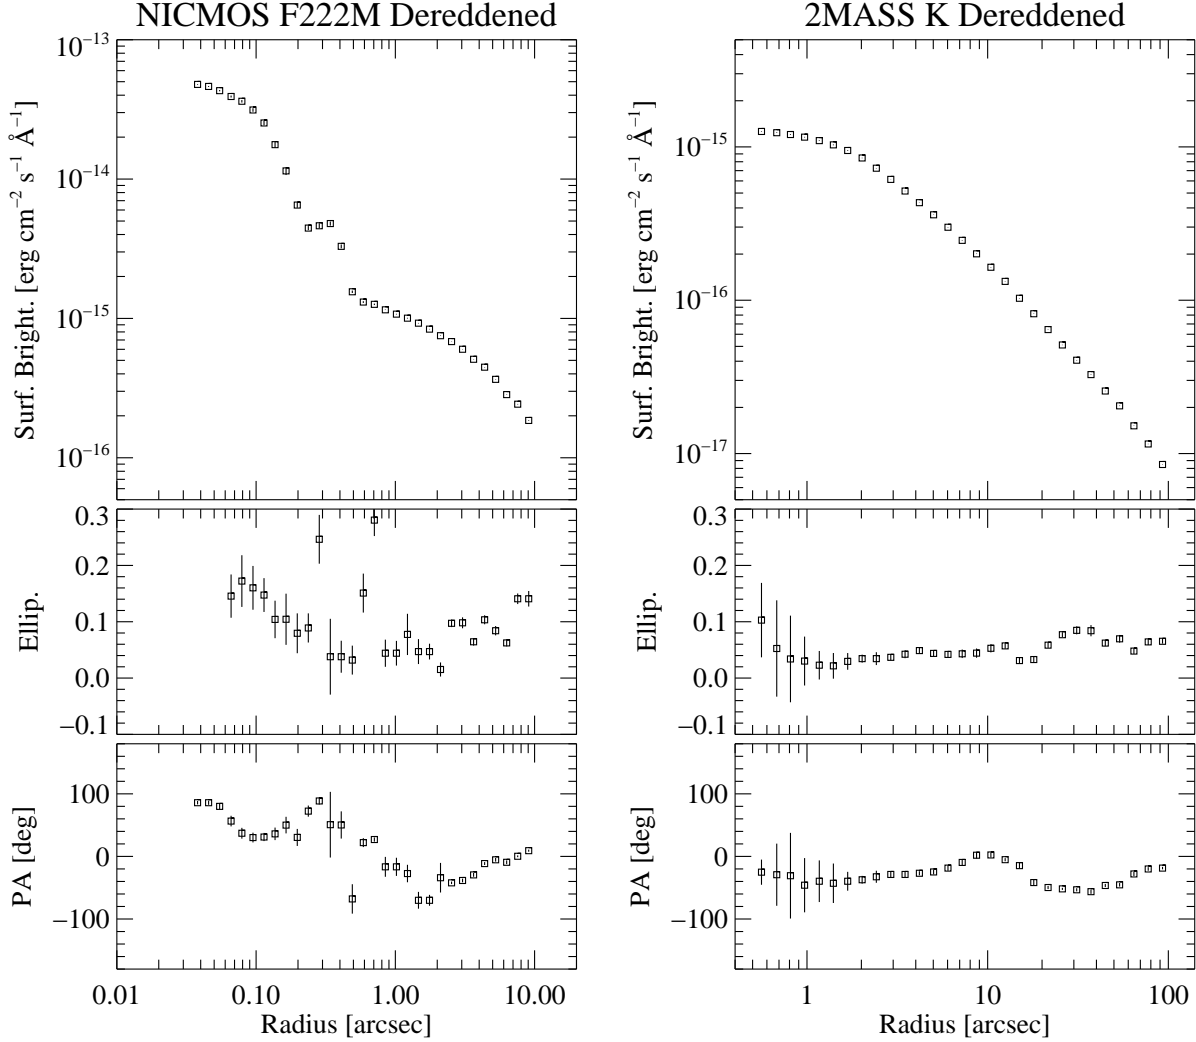 NICMOS F222M Dereddened
2MASS K Dereddened
Surf. Bright. [erg cm⁻² s⁻¹ Å⁻¹]
10⁻¹³
10⁻¹⁴
10⁻¹⁵
10⁻¹⁶
Surf. Bright. [erg cm⁻² s⁻¹ Å⁻¹]
10⁻¹⁵
10⁻¹⁶
10⁻¹⁷
Ellip.
0.3
0.2
0.1
0.0
−0.1
Ellip.
0.3
0.2
0.1
0.0
−0.1
PA [deg]
100
0
−100
PA [deg]
100
0
−100
0.01 0.10 1.00 10.00
1 10 100
Radius [arcsec]
Radius [arcsec]